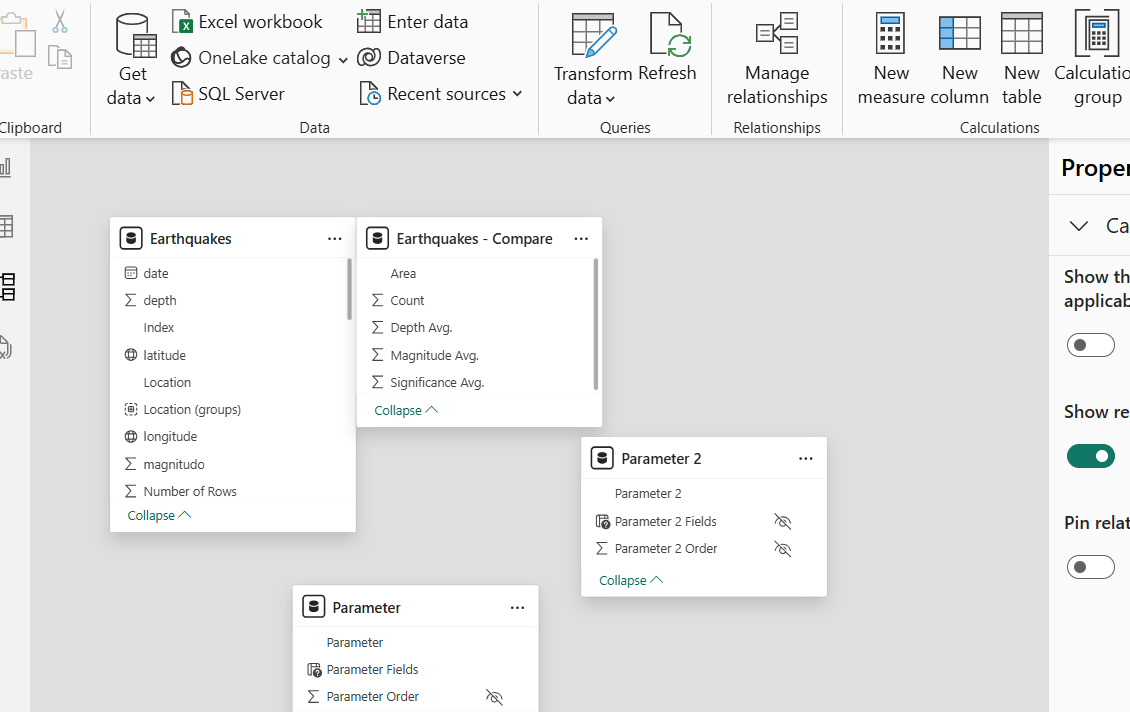 Excel workbook
Enter data
OneLake catalog
Dataverse
SQL Server
Recent sources
Get
data
Transform
data
Refresh
Manage
relationships
New
measure
New
column
New
table
Calculatio
group
aste
Clipboard
Data
Queries
Relationships
Calculations
Earthquakes
date
depth
Index
latitude
Location
Location (groups)
longitude
magnitudo
Number of Rows
Collapse
Earthquakes - Compare
Area
Count
Depth Avg.
Magnitude Avg.
Significance Avg.
Collapse
Parameter 2
Parameter 2
Parameter 2 Fields
Parameter 2 Order
Collapse
Parameter
Parameter
Parameter Fields
Parameter Order
Proper
Ca
Show th
applicab
Show re
Pin relat